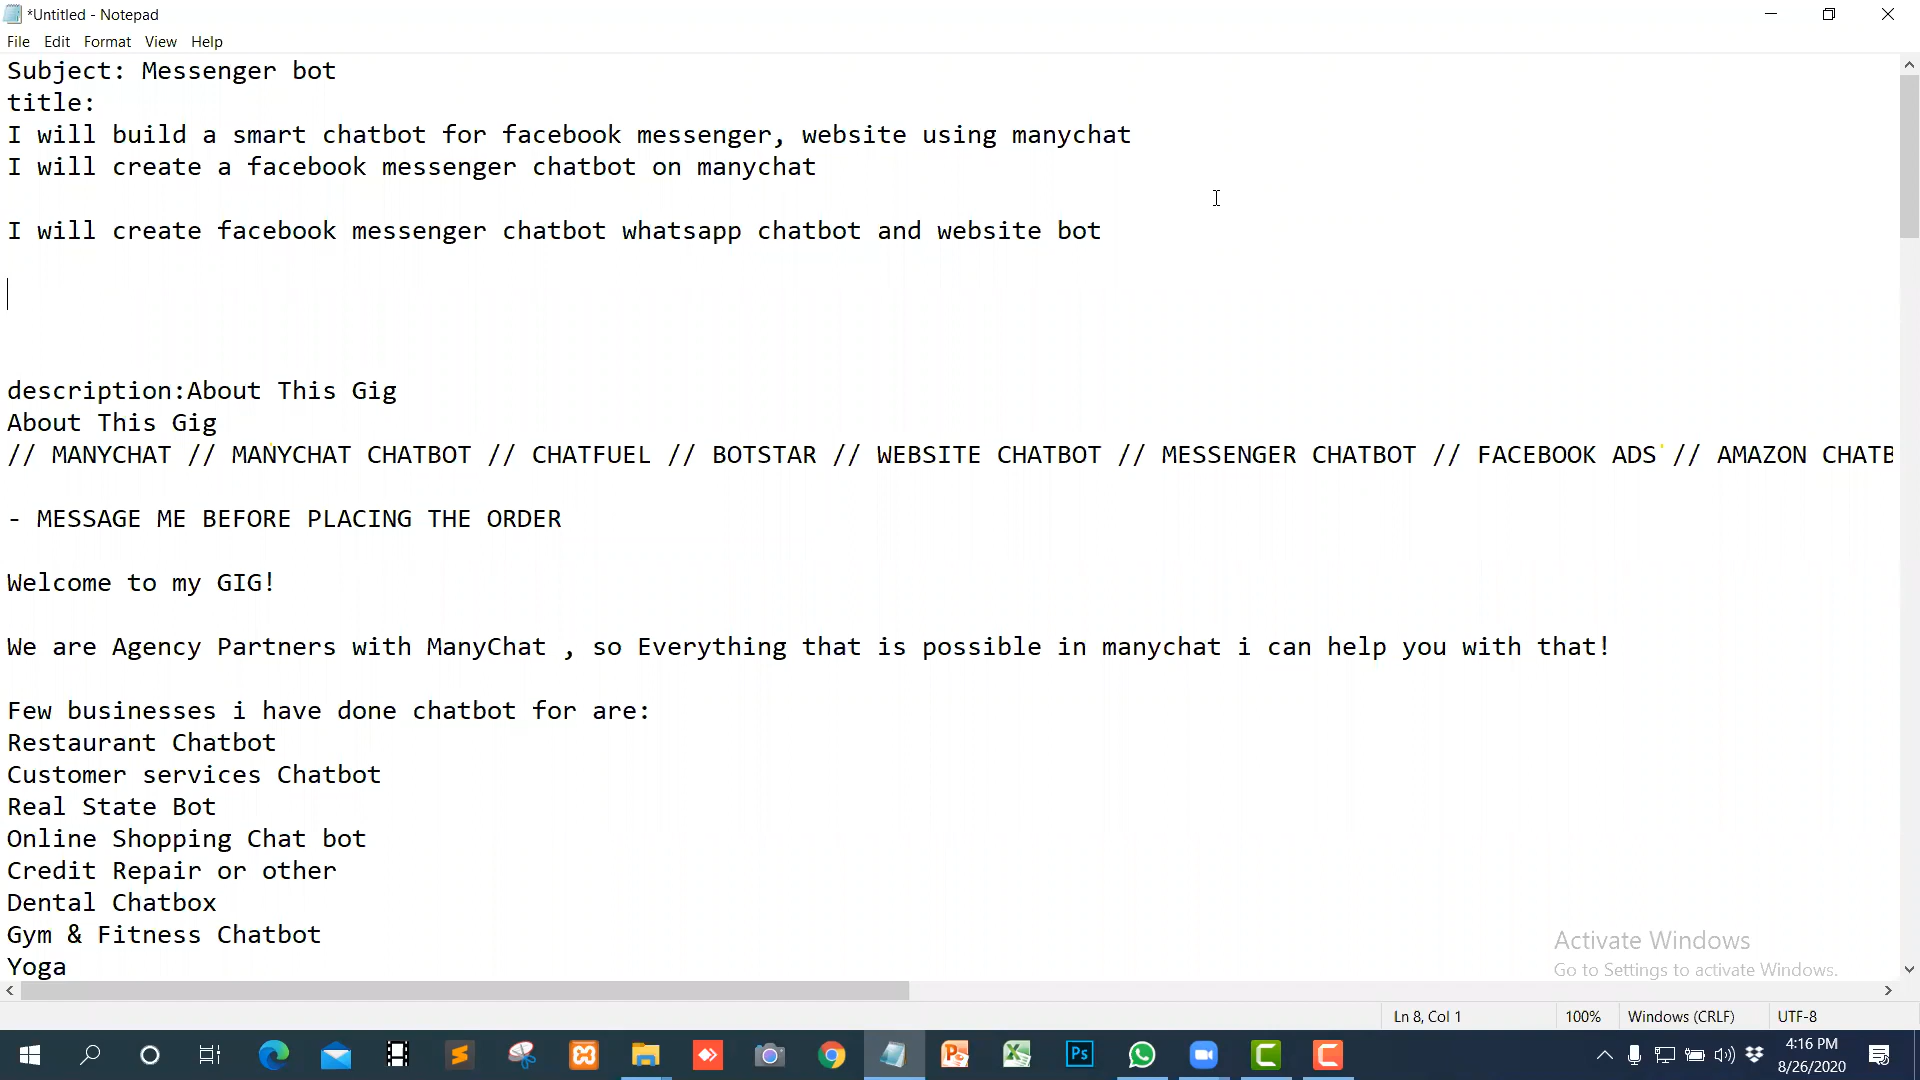 *Untitled - Notepad
File Edit Format View Help
Subject: Messenger bot
title:
I will build a smart chatbot for facebook messenger, website using manychat
I will create a facebook messenger chatbot on manychat
I will create facebook messenger chatbot whatsapp chatbot and website bot
description:About This Gig
About This Gig
// MANYCHAT // MANYCHAT CHATBOT // CHATFUEL // BOTSTAR // WEBSITE CHATBOT // MESSENGER CHATBOT // FACEBOOK ADS // AMAZON CHATB
- MESSAGE ME BEFORE PLACING THE ORDER
Welcome to my GIG!
We are Agency Partners with ManyChat , so Everything that is possible in manychat i can help you with that!
Few businesses i have done chatbot for are:
Restaurant Chatbot
Customer services Chatbot
Real State Bot
Online Shopping Chat bot
Credit Repair or other
Dental Chatbox
Gym & Fitness Chatbot
Yoga
Activate Windows
Go to Settings to activate Windows.
Ln 8, Col 1 100% Windows (CRLF) UTF-8
Ps
4:16 PM
8/26/2020